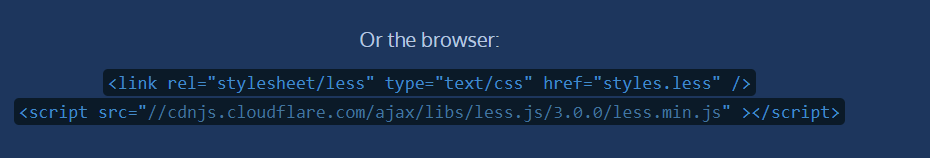 Or the browser:
<link rel="stylesheet/less" type="text/css" href="styles.less" />
<script src="//cdnjs.cloudflare.com/ajax/libs/less.js/3.0.0/less.min.js" ></script>